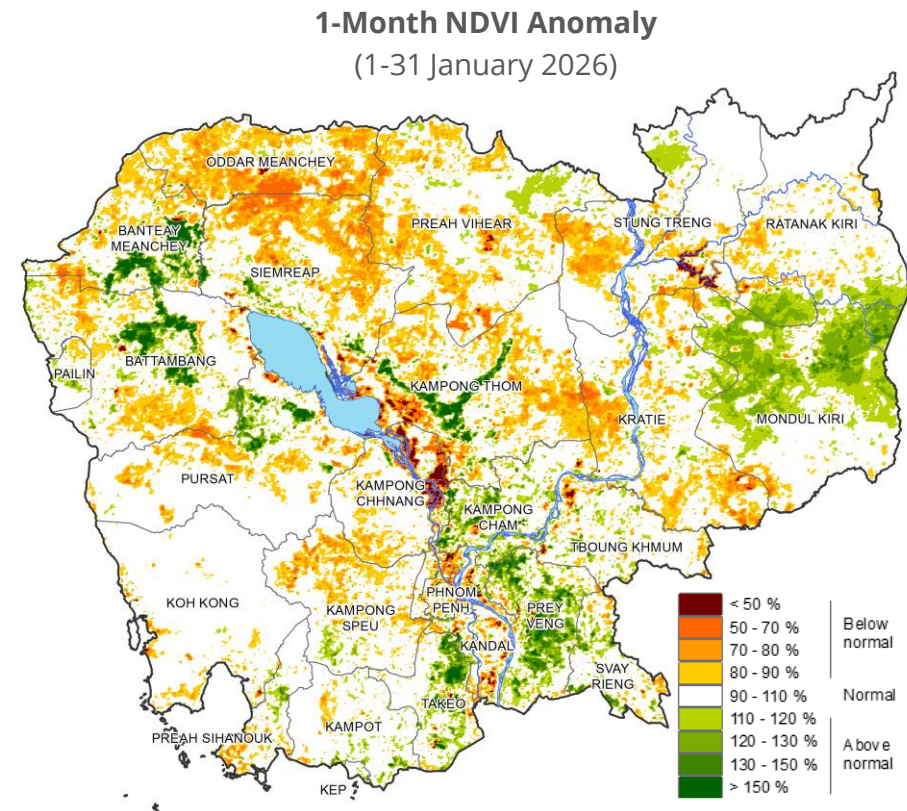 1-Month NDVI Anomaly
(1-31 January 2026)
ODDAR MEANCHEY
BANTEAY
MEANCHEY
PREAH VIHEAR
STUNG TRENG
RATANAK KIRI
SIEMREAP
BATTAMBANG
PAILIN
KAMPONG THOM
KRATIE
MONDUL KIRI
PURSAT
KAMPONG
CHHNANG
KAMPONG
CHAM
TBOUNG KHMUM
KOH KONG
KAMPONG
SPEU
PHNOM
PENH
PREY
VENG
KANDAL
SVAY
RIENG
TAKEO
KAMPOT
PREAH SIHANOUK
KEP
< 50 %
50 - 70 %
70 - 80 %
80 - 90 %
Below
normal
90 - 110 %
Normal
110 - 120 %
120 - 130 %
130 - 150 %
> 150 %
Above
normal